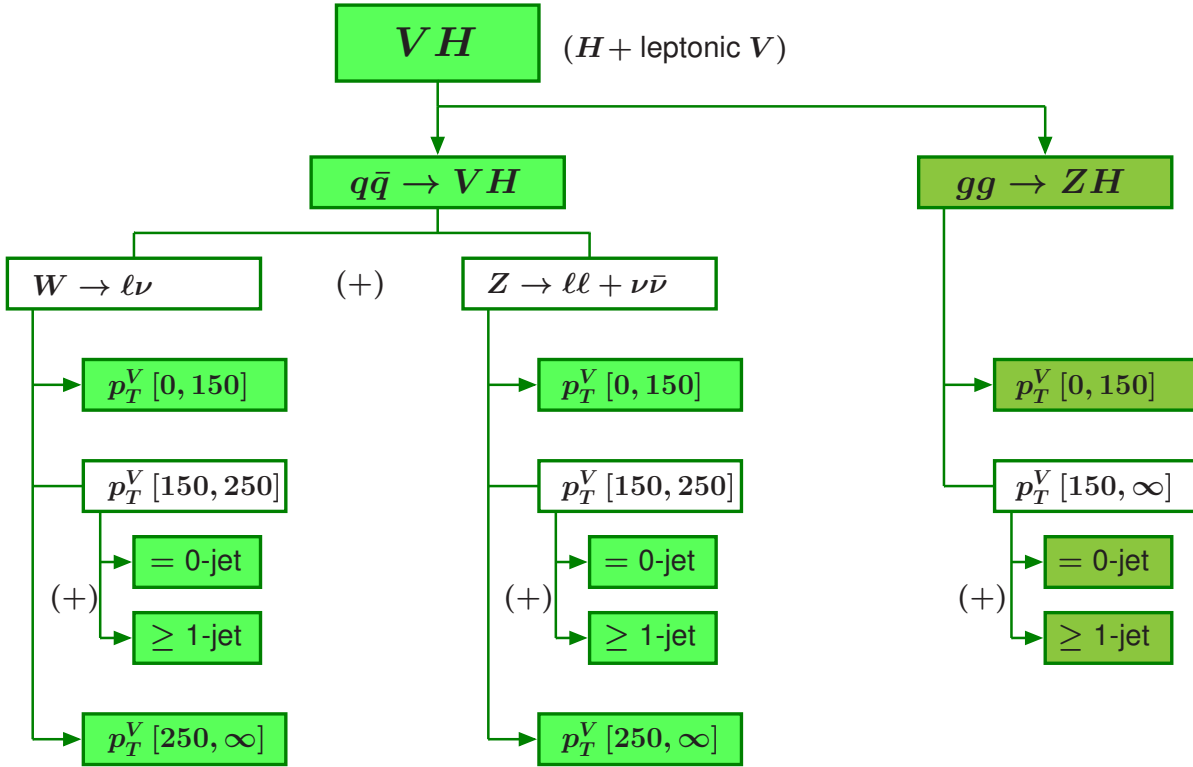 VH (H + leptonic V)
qq̄ → VH
gg → ZH
W → ℓν (+) Z → ℓℓ + νν̄
p_T^V [0, 150]
p_T^V [0, 150]
p_T^V [0, 150]
p_T^V [150, 250]
p_T^V [150, 250]
p_T^V [150, ∞]
= 0-jet
= 0-jet
= 0-jet
(+)
(+)
(+)
≥ 1-jet
≥ 1-jet
≥ 1-jet
p_T^V [250, ∞]
p_T^V [250, ∞]